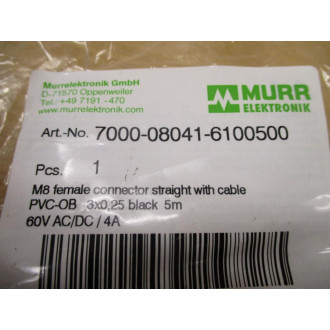 Murrelektronik GmbH
D-71570 Oppenweiler
Tel.: +49 7191 - 470
murrelektronik.com
MURR
ELEKTRONIK
Art.-No. 7000-08041-6100500
Pcs. 1
M8 female connector straight with cable
PVC-OB 3x0,25 black 5m
60V AC/DC / 4A